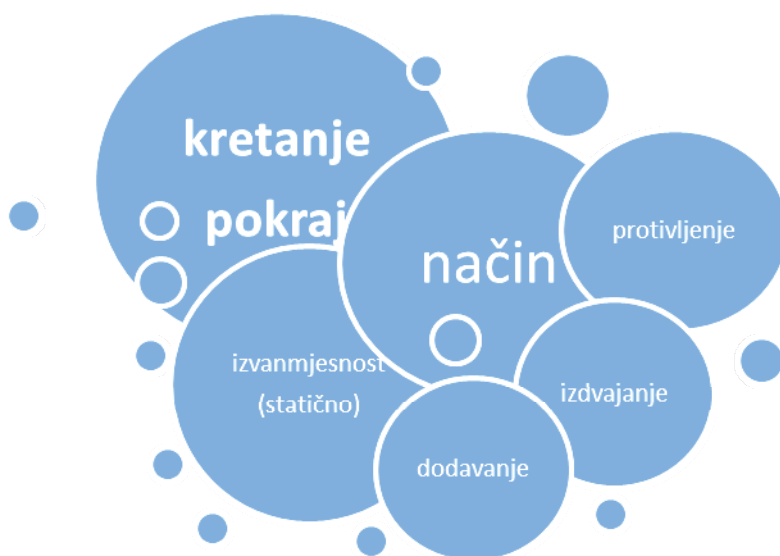 kretanje
pokraj
način
protivljenje
izvanmjesnost
(statično)
izdvajanje
dodavanje